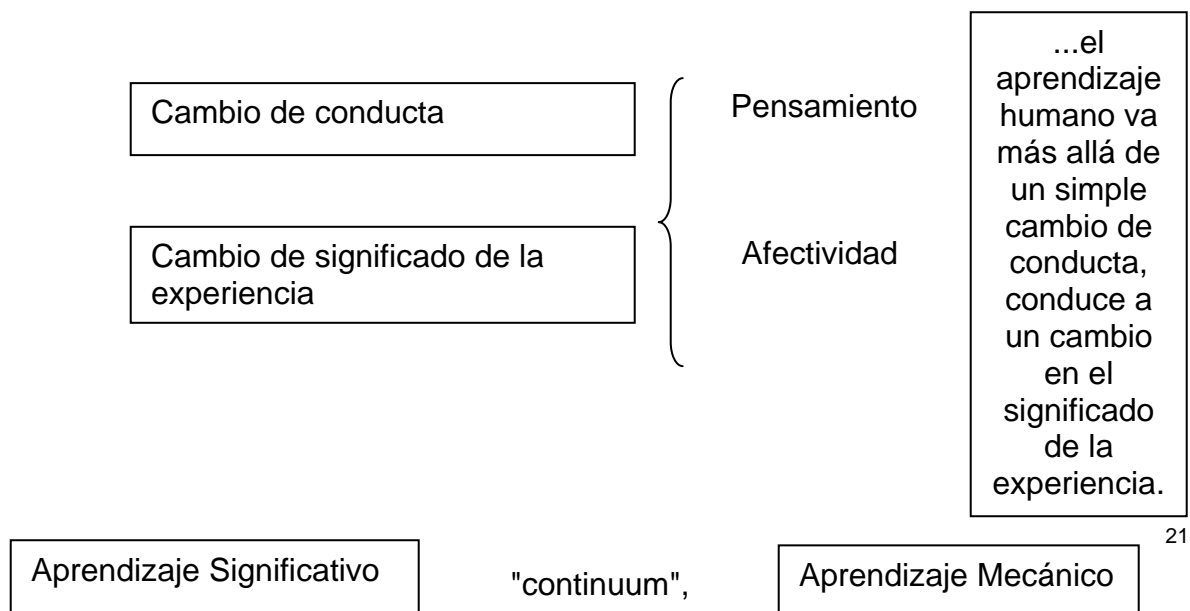 Cambio de conducta
Cambio de significado de la
experiencia
Pensamiento
Afectividad
...el
aprendizaje
humano va
más allá de
un simple
cambio de
conducta,
conduce a
un cambio
en el
significado
de la
experiencia.
21
Aprendizaje Significativo
"continuum",
Aprendizaje Mecánico